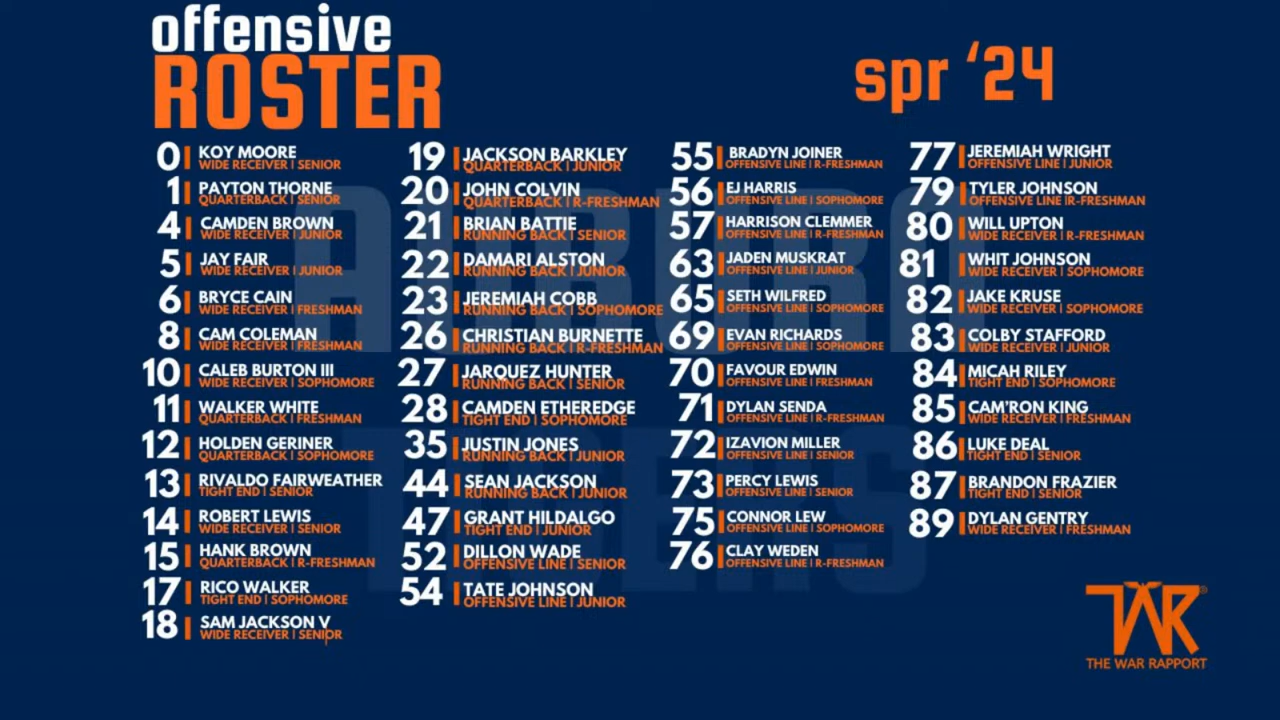 offensive
ROSTER
spr '24
AUBURN
TIGERS
0 | KOY MOORE
WIDE RECEIVER | SENIOR
1 | PAYTON THORNE
QUARTERBACK | SENIOR
4 | CAMDEN BROWN
WIDE RECEIVER | JUNIOR
5 | JAY FAIR
WIDE RECEIVER | JUNIOR
6 | BRYCE CAIN
WIDE RECEIVER | FRESHMAN
8 | CAM COLEMAN
WIDE RECEIVER | FRESHMAN
10 | CALEB BURTON III
WIDE RECEIVER | SOPHOMORE
11 | WALKER WHITE
QUARTERBACK | FRESHMAN
12 | HOLDEN GERINER
QUARTERBACK | SOPHOMORE
13 | RIVALDO FAIRWEATHER
TIGHT END | SENIOR
14 | ROBERT LEWIS
WIDE RECEIVER | SENIOR
15 | HANK BROWN
QUARTERBACK | R-FRESHMAN
17 | RICO WALKER
TIGHT END | SOPHOMORE
18 | SAM JACKSON V
WIDE RECEIVER | SENIOR
19 | JACKSON BARKLEY
QUARTERBACK | JUNIOR
20 | JOHN COLVIN
QUARTERBACK | R-FRESHMAN
21 | BRIAN BATTIE
RUNNING BACK | SENIOR
22 | DAMARI ALSTON
RUNNING BACK | JUNIOR
23 | JEREMIAH COBB
RUNNING BACK | SOPHOMORE
26 | CHRISTIAN BURNETTE
RUNNING BACK | R-FRESHMAN
27 | JARQUEZ HUNTER
RUNNING BACK | SENIOR
28 | CAMDEN ETHEREDGE
TIGHT END | SOPHOMORE
35 | JUSTIN JONES
RUNNING BACK | JUNIOR
44 | SEAN JACKSON
RUNNING BACK | JUNIOR
47 | GRANT HILDALGO
TIGHT END | JUNIOR
52 | DILLON WADE
OFFENSIVE LINE | SENIOR
54 | TATE JOHNSON
OFFENSIVE LINE | JUNIOR
55 | BRADYN JOINER
OFFENSIVE LINE | R-FRESHMAN
56 | EJ HARRIS
OFFENSIVE LINE | SOPHOMORE
57 | HARRISON CLEMMER
OFFENSIVE LINE | R-FRESHMAN
63 | JADEN MUSKRAT
OFFENSIVE LINE | JUNIOR
65 | SETH WILFRED
OFFENSIVE LINE | SOPHOMORE
69 | EVAN RICHARDS
OFFENSIVE LINE | SOPHOMORE
70 | FAVOUR EDWIN
OFFENSIVE LINE | FRESHMAN
71 | DYLAN SENDA
OFFENSIVE LINE | R-FRESHMAN
72 | IZAVION MILLER
OFFENSIVE LINE | SENIOR
73 | PERCY LEWIS
OFFENSIVE LINE | SENIOR
75 | CONNOR LEW
OFFENSIVE LINE | SOPHOMORE
76 | CLAY WEDEN
OFFENSIVE LINE | R-FRESHMAN
77 | JEREMIAH WRIGHT
OFFENSIVE LINE | JUNIOR
79 | TYLER JOHNSON
OFFENSIVE LINE |R-FRESHMAN
80 | WILL UPTON
WIDE RECEIVER | R-FRESHMAN
81 | WHIT JOHNSON
WIDE RECEIVER | SOPHOMORE
82 | JAKE KRUSE
WIDE RECEIVER | SOPHOMORE
83 | COLBY STAFFORD
WIDE RECEIVER | JUNIOR
84 | MICAH RILEY
TIGHT END | SOPHOMORE
85 | CAM'RON KING
WIDE RECEIVER | FRESHMAN
86 | LUKE DEAL
TIGHT END | SENIOR
87 | BRANDON FRAZIER
TIGHT END | SENIOR
89 | DYLAN GENTRY
WIDE RECEIVER | FRESHMAN
TWR®
THE WAR RAPPORT